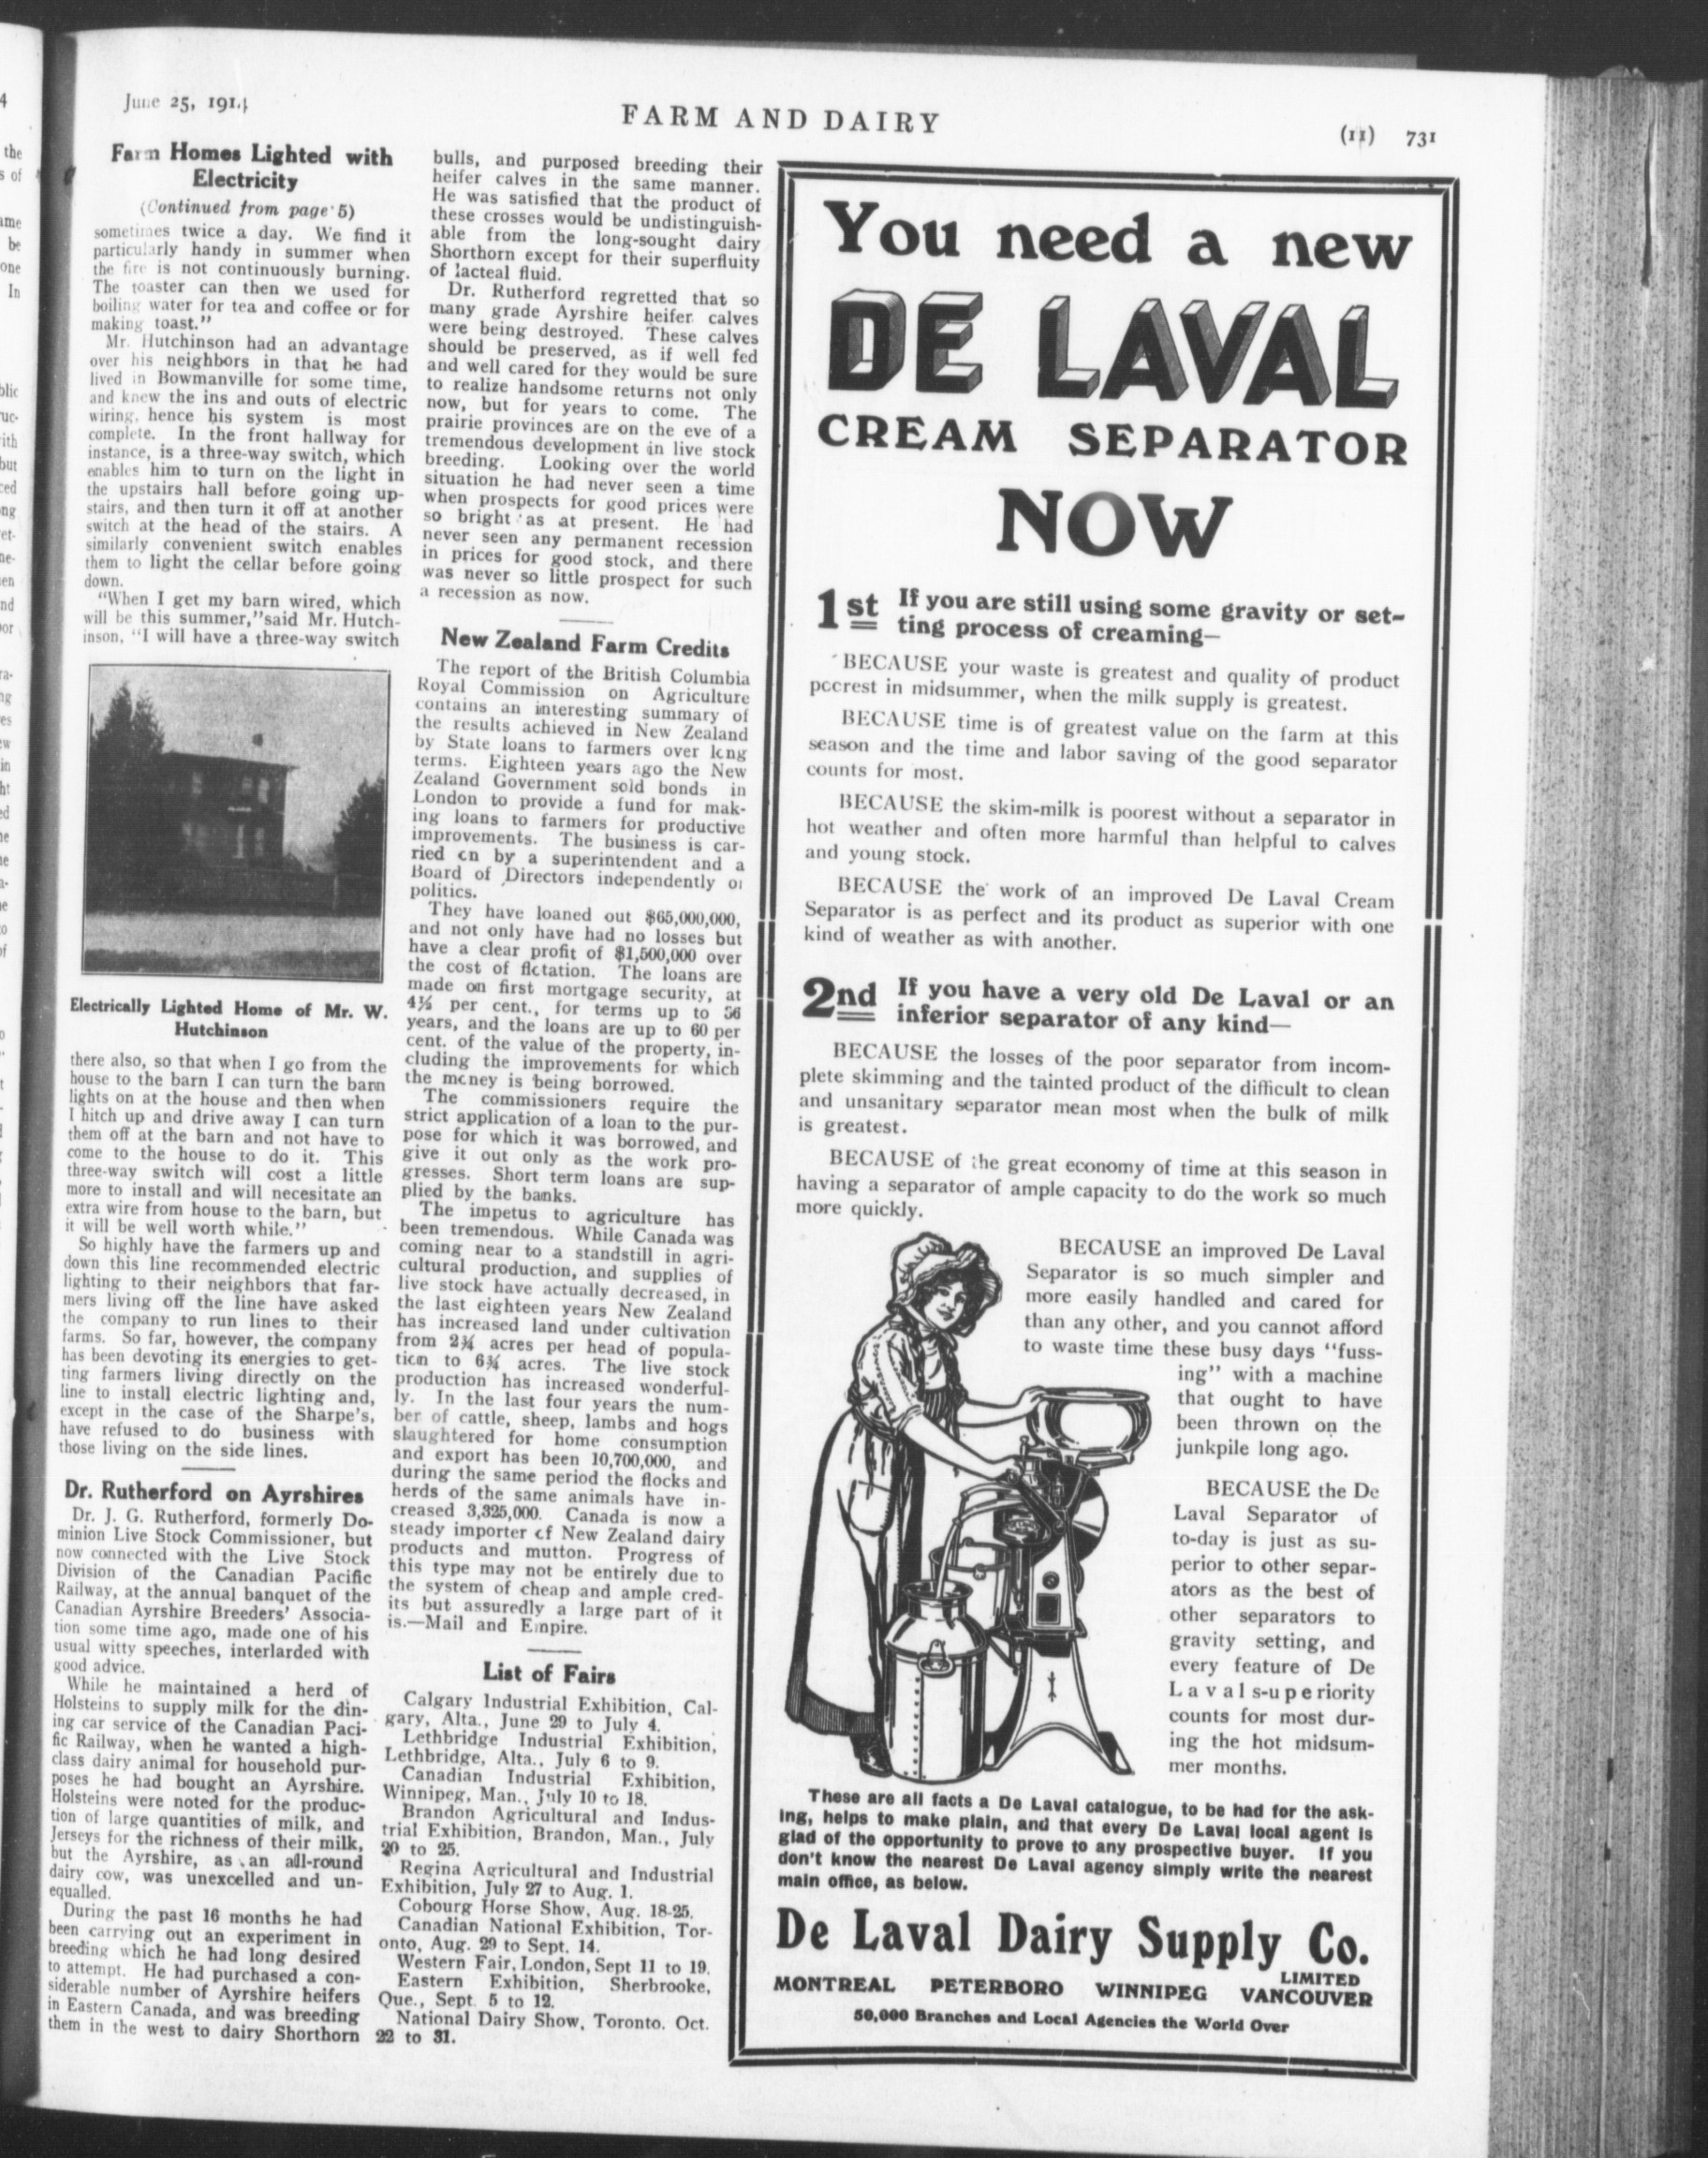 June 25, 1914
FARM AND DAIRY
(11) 731
Farm Homes Lighted with
Electricity
(Continued from page 5)
sometimes twice a day. We find it
particularly handy in summer when
the fire is not continuously burning.
The toaster can then we used for
boiling water for tea and coffee or for
making toast."
Mr. Hutchinson had an advantage
over his neighbors in that he had
lived in Bowmanville for some time,
and knew the ins and outs of electric
wiring, hence his system is most
complete. In the front hallway for
instance, is a three-way switch, which
enables him to turn on the light in
the upstairs hall before going up-
stairs, and then turn it off at another
switch at the head of the stairs. A
similarly convenient switch enables
them to light the cellar before going
down.
"When I get my barn wired, which
will be this summer,"said Mr. Hutch-
inson, "I will have a three-way switch
Electrically Lighted Home of Mr. W.
Hutchinson
there also, so that when I go from the
house to the barn I can turn the barn
lights on at the house and then when
I hitch up and drive away I can turn
them off at the barn and not have to
come to the house to do it. This
three-way switch will cost a little
more to install and will necessitate an
extra wire from house to the barn, but
it will be well worth while."
So highly have the farmers up and
down this line recommended electric
lighting to their neighbors that far-
mers living off the line have asked
the company to run lines to their
farms. So far, however, the company
has been devoting its energies to get-
ting farmers living directly on the
line to install electric lighting and,
except in the case of the Sharpe's,
have refused to do business with
those living on the side lines.
Dr. Rutherford on Ayrshires
Dr. J. G. Rutherford, formerly Do-
minion Live Stock Commissioner, but
now connected with the Live Stock
Division of the Canadian Pacific
Railway, at the annual banquet of the
Canadian Ayrshire Breeders' Associa-
tion some time ago, made one of his
usual witty speeches, interlarded with
good advice.
While he maintained a herd of
Holsteins to supply milk for the din-
ing car service of the Canadian Paci-
fic Railway, when he wanted a high-
class dairy animal for household pur-
poses he had bought an Ayrshire.
Holsteins were noted for the produc-
tion of large quantities of milk, and
Jerseys for the richness of their milk,
but the Ayrshire, as an all-round
dairy cow, was unexcelled and un-
equalled.
During the past 16 months he had
been carrying out an experiment in
breeding which he had long desired
to attempt. He had purchased a con-
siderable number of Ayrshire heifers
in Eastern Canada, and was breeding
them in the west to dairy Shorthorn
bulls, and purposed breeding their
heifer calves in the same manner.
He was satisfied that the product of
these crosses would be undistinguish-
able from the long-sought dairy
Shorthorn except for their superfluity
of lacteal fluid.
Dr. Rutherford regretted that so
many grade Ayrshire heifer calves
were being destroyed. These calves
should be preserved, as if well fed
and well cared for they would be sure
to realize handsome returns not only
now, but for years to come. The
prairie provinces are on the eve of a
tremendous development in live stock
breeding. Looking over the world
situation he had never seen a time
when prospects for good prices were
so bright as at present. He had
never seen any permanent recession
in prices for good stock, and there
was never so little prospect for such
a recession as now.
New Zealand Farm Credits
The report of the British Columbia
Royal Commission on Agriculture
contains an interesting summary of
the results achieved in New Zealand
by State loans to farmers over long
terms. Eighteen years ago the New
Zealand Government sold bonds in
London to provide a fund for mak-
ing loans to farmers for productive
improvements. The business is car-
ried on by a superintendent and a
Board of Directors independently of
politics.
They have loaned out $65,000,000,
and not only have had no losses but
have a clear profit of $1,500,000 over
the cost of flotation. The loans are
made on first mortgage security, at
4½ per cent., for terms up to 36
years, and the loans are up to 60 per
cent. of the value of the property, in-
cluding the improvements for which
the money is being borrowed.
The commissioners require the
strict application of a loan to the pur-
pose for which it was borrowed, and
give it out only as the work pro-
gresses. Short term loans are sup-
plied by the banks.
The impetus to agriculture has
been tremendous. While Canada was
coming near to a standstill in agri-
cultural production, and supplies of
live stock have actually decreased, in
the last eighteen years New Zealand
has increased land under cultivation
from 2¾ acres per head of popula-
tion to 6¾ acres. The live stock
production has increased wonderful-
ly. In the last four years the num-
ber of cattle, sheep, lambs and hogs
slaughtered for home consumption
and export has been 10,700,000, and
during the same period the flocks and
herds of the same animals have in-
creased 3,325,000. Canada is now a
steady importer of New Zealand dairy
products and mutton. Progress of
this type may not be entirely due to
the system of cheap and ample cred-
its but assuredly a large part of it
is.—Mail and Empire.
List of Fairs
Calgary Industrial Exhibition, Cal-
gary, Alta., June 29 to July 4.
Lethbridge Industrial Exhibition,
Lethbridge, Alta., July 6 to 9.
Canadian Industrial Exhibition,
Winnipeg, Man., July 10 to 18.
Brandon Agricultural and Indus-
trial Exhibition, Brandon, Man., July
20 to 25.
Regina Agricultural and Industrial
Exhibition, July 27 to Aug. 1.
Cobourg Horse Show, Aug. 18-25.
Canadian National Exhibition, Tor-
onto, Aug. 29 to Sept. 14.
Western Fair, London, Sept 11 to 19.
Eastern Exhibition, Sherbrooke,
Que., Sept. 5 to 12.
National Dairy Show, Toronto. Oct.
22 to 31.
You need a new
DE LAVAL
CREAM SEPARATOR
NOW
1st If you are still using some gravity or set-
ting process of creaming—
BECAUSE your waste is greatest and quality of product
poorest in midsummer, when the milk supply is greatest.
BECAUSE time is of greatest value on the farm at this
season and the time and labor saving of the good separator
counts for most.
BECAUSE the skim-milk is poorest without a separator in
hot weather and often more harmful than helpful to calves
and young stock.
BECAUSE the work of an improved De Laval Cream
Separator is as perfect and its product as superior with one
kind of weather as with another.
2nd If you have a very old De Laval or an
inferior separator of any kind—
BECAUSE the losses of the poor separator from incom-
plete skimming and the tainted product of the difficult to clean
and unsanitary separator mean most when the bulk of milk
is greatest.
BECAUSE of the great economy of time at this season in
having a separator of ample capacity to do the work so much
more quickly.
BECAUSE an improved De Laval
Separator is so much simpler and
more easily handled and cared for
than any other, and you cannot afford
to waste time these busy days "fuss-
ing" with a machine
that ought to have
been thrown on the
junkpile long ago.
BECAUSE the De
Laval Separator of
to-day is just as su-
perior to other separ-
ators as the best of
other separators to
gravity setting, and
every feature of De
Laval s-uperiority
counts for most dur-
ing the hot midsum-
mer months.
These are all facts a De Laval catalogue, to be had for the ask-
ing, helps to make plain, and that every De Laval local agent is
glad of the opportunity to prove to any prospective buyer. If you
don't know the nearest De Laval agency simply write the nearest
main office, as below.
De Laval Dairy Supply Co.
LIMITED
MONTREAL PETERBORO WINNIPEG VANCOUVER
50,000 Branches and Local Agencies the World Over